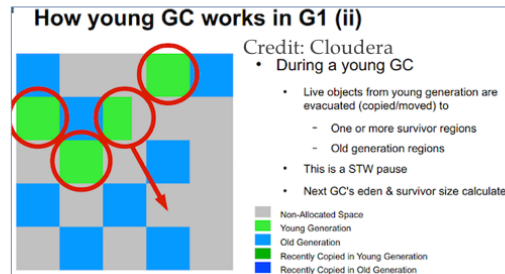 How young GC works in G1 (ii)
Credit: Cloudera
• During a young GC
• Live objects from young generation are
evacuated (copied/moved) to
– One or more survivor regions
– Old generation regions
• This is a STW pause
• Next GC's eden & survivor size calculate
Non-Allocated Space
Young Generation
Old Generation
Recently Copied in Young Generation
Recently Copied in Old Generation